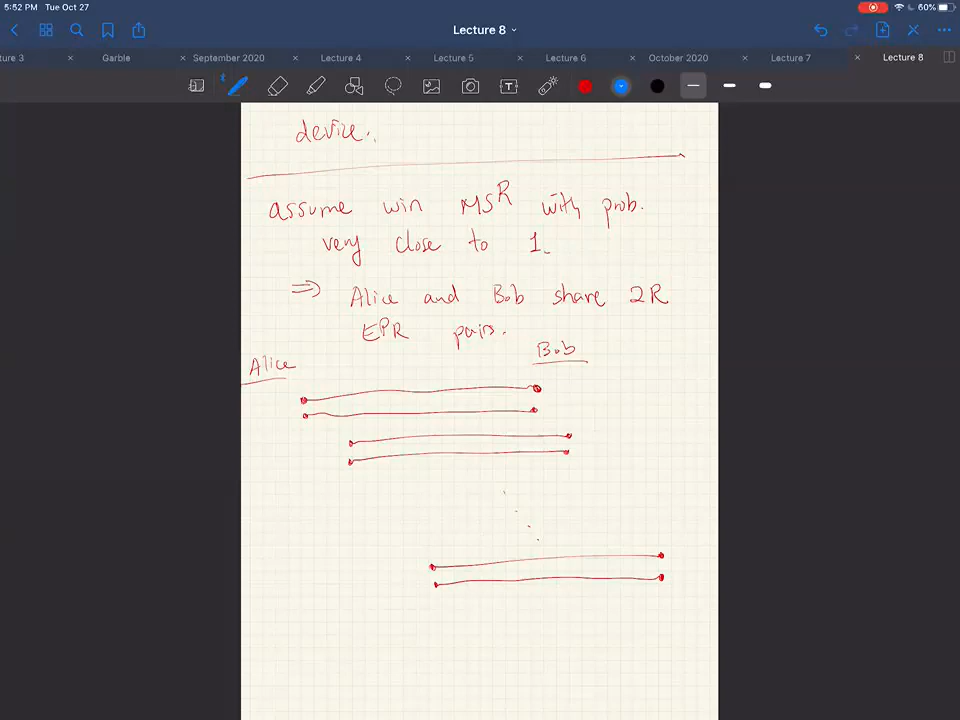 5:52 PM Tue Oct 27
60%
Lecture 8
ure 3
Garble
September 2020
Lecture 4
Lecture 5
Lecture 6
October 2020
Lecture 7
Lecture 8
T
device.
assume win MS^R with prob.
very close to 1.
⇒ Alice and Bob share 2R
EPR pairs.
Alice
Bob